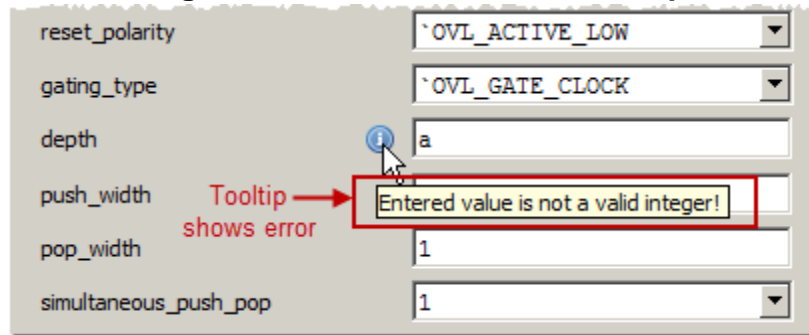 reset_polarity `OVL_ACTIVE_LOW
gating_type `OVL_GATE_CLOCK
depth a
push_width Tooltip Entered value is not a valid integer!
shows error
pop_width 1
simultaneous_push_pop 1